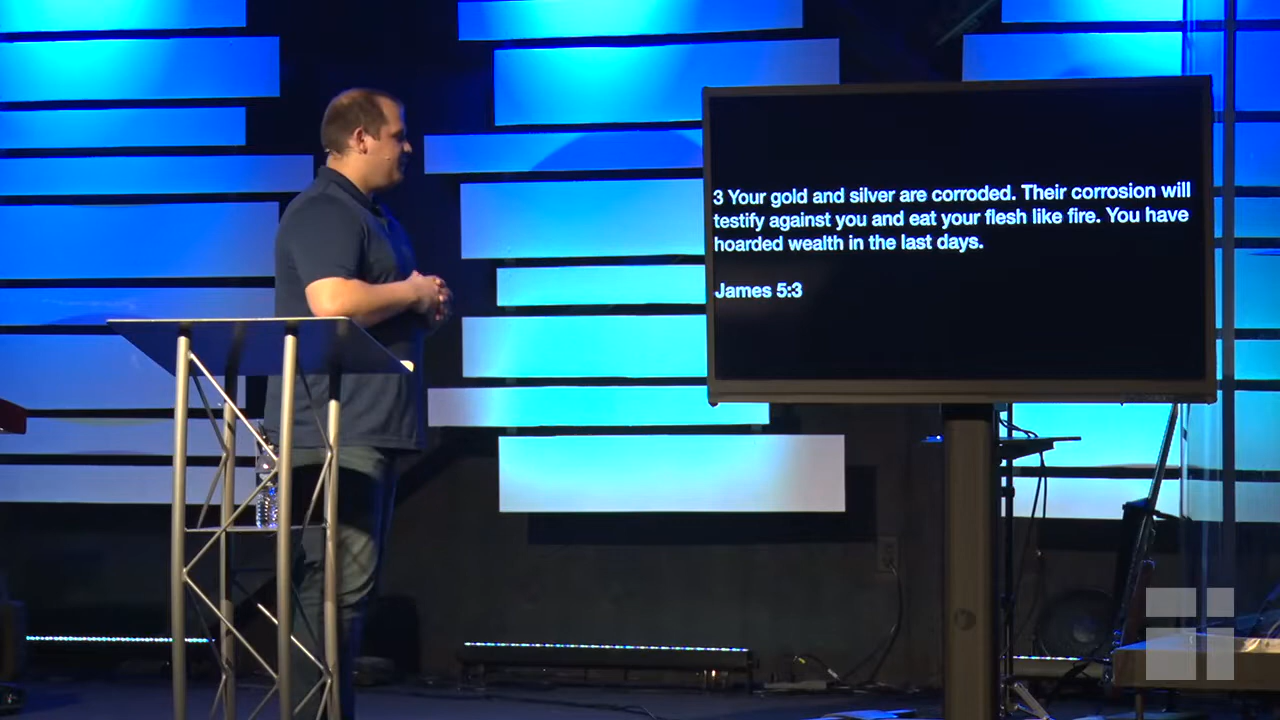 3 Your gold and silver are corroded. Their corrosion will
testify against you and eat your flesh like fire. You have
hoarded wealth in the last days.
James 5:3